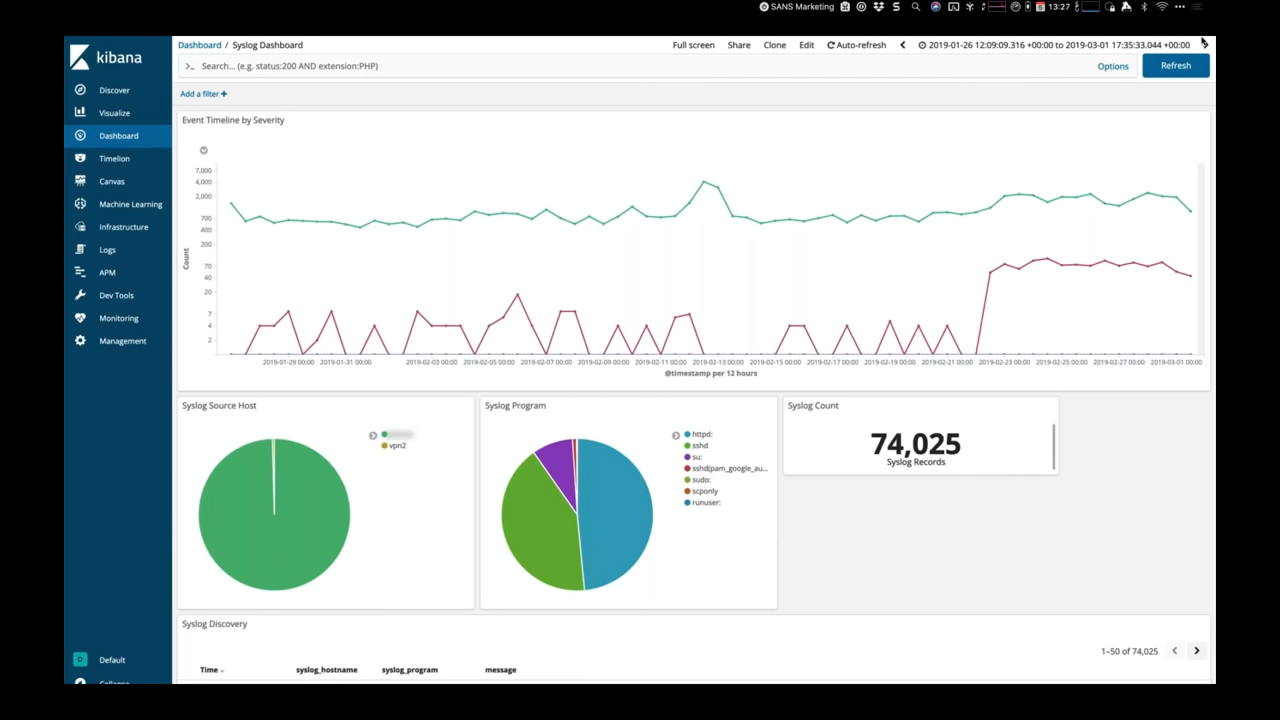 SANS Marketing 5 13:27
kibana
Dashboard / Syslog Dashboard
Full screen Share Clone Edit Auto-refresh 2019-01-26 12:09:09.316 +00:00 to 2019-03-01 17:35:33.044 +00:00
>_ Search... (e.g. status:200 AND extension:PHP) Options Refresh
Add a filter +
Discover
Visualize
Dashboard
Timelion
Canvas
Machine Learning
Infrastructure
Logs
APM
Dev Tools
Monitoring
Management
D Default
Collapse
Event Timeline by Severity
7,000
4,000
2,000
700
400
200
70
40
20
7
4
2
Count
2019-01-29 00:00 2019-01-31 00:00 2019-02-03 00:00 2019-02-05 00:00 2019-02-07 00:00 2019-02-09 00:00 2019-02-11 00:00 2019-02-13 00:00 2019-02-15 00:00 2019-02-17 00:00 2019-02-19 00:00 2019-02-21 00:00 2019-02-23 00:00 2019-02-25 00:00 2019-02-27 00:00 2019-03-01 00:00
@timestamp per 12 hours
Syslog Source Host
vpn2
Syslog Program
httpd:
sshd
su:
sshd(pam_google_au...
sudo:
scponly
runuser:
Syslog Count
74,025
Syslog Records
Syslog Discovery
1–50 of 74,025
Time syslog_hostname syslog_program message